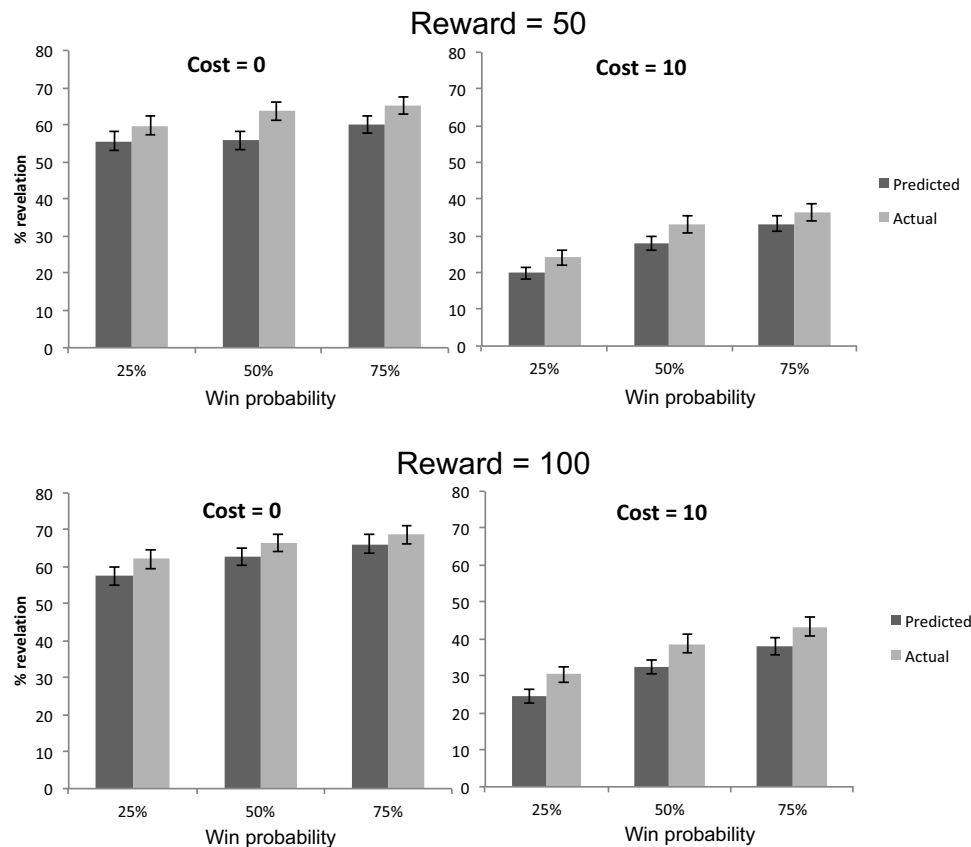 Reward = 50
Cost = 0
% revelation
80
70
60
50
40
30
20
10
0
25% 50% 75%
Win probability
Cost = 10
80
70
60
50
40
30
20
10
0
25% 50% 75%
Win probability
Predicted
Actual
Reward = 100
Cost = 0
% revelation
80
70
60
50
40
30
20
10
0
25% 50% 75%
Win probability
Cost = 10
80
70
60
50
40
30
20
10
0
25% 50% 75%
Win probability
Predicted
Actual